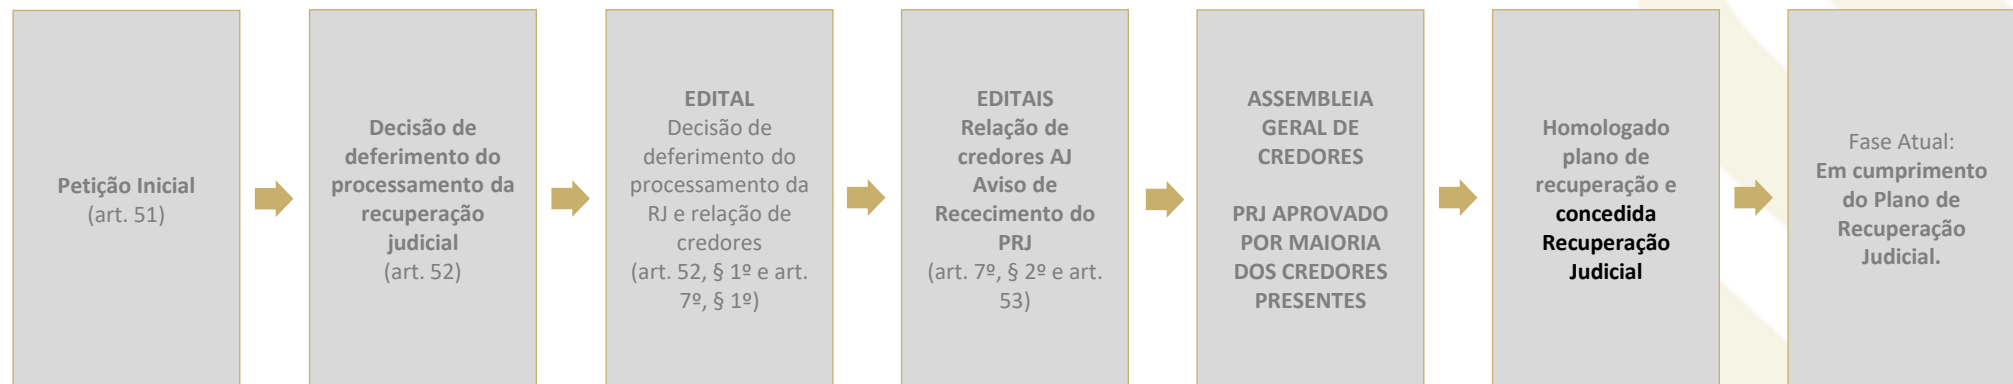 Petição Inicial
(art. 51)
Decisão de
deferimento do
processamento da
recuperação
judicial
(art. 52)
EDITAL
Decisão de
deferimento do
processamento da
RJ e relação de
credores
(art. 52, § 1º e art.
7º, § 1º)
EDITAIS
Relação de
credores AJ
Aviso de
Rececimento do
PRJ
(art. 7º, § 2º e art.
53)
ASSEMBLEIA
GERAL DE
CREDORES
PRJ APROVADO
POR MAIORIA
DOS CREDORES
PRESENTES
Homologado
plano de
recuperação e
concedida
Recuperação
Judicial
Fase Atual:
Em cumprimento
do Plano de
Recuperação
Judicial.